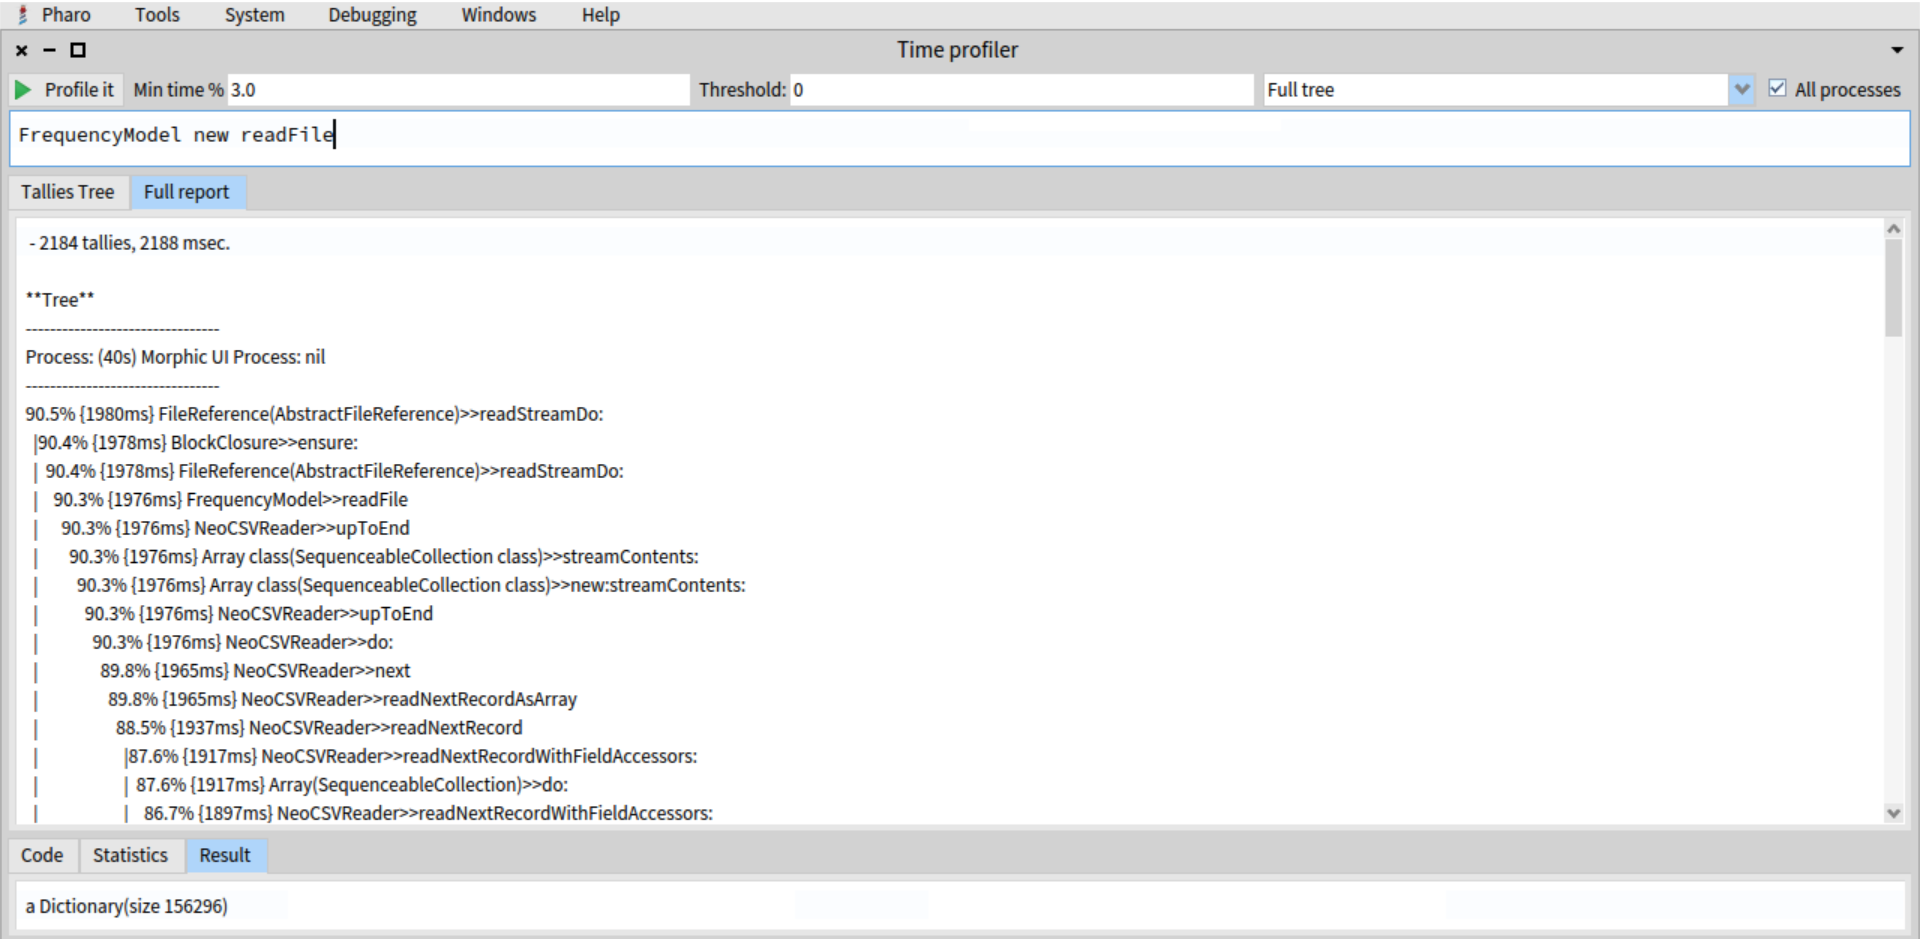 Pharo Tools System Debugging Windows Help
Time profiler
Profile it Min time % 3.0 Threshold: 0 Full tree All processes
FrequencyModel new readFile
Tallies Tree Full report
- 2184 tallies, 2188 msec.
**Tree**
--------------------------------
Process: (40s) Morphic UI Process: nil
--------------------------------
90.5% {1980ms} FileReference(AbstractFileReference)>>readStreamDo:
|90.4% {1978ms} BlockClosure>>ensure:
| 90.4% {1978ms} FileReference(AbstractFileReference)>>readStreamDo:
| 90.3% {1976ms} FrequencyModel>>readFile
| 90.3% {1976ms} NeoCSVReader>>upToEnd
| 90.3% {1976ms} Array class(SequenceableCollection class)>>streamContents:
| 90.3% {1976ms} Array class(SequenceableCollection class)>>new:streamContents:
| 90.3% {1976ms} NeoCSVReader>>upToEnd
| 90.3% {1976ms} NeoCSVReader>>do:
| 89.8% {1965ms} NeoCSVReader>>next
| 89.8% {1965ms} NeoCSVReader>>readNextRecordAsArray
| 88.5% {1937ms} NeoCSVReader>>readNextRecord
| |87.6% {1917ms} NeoCSVReader>>readNextRecordWithFieldAccessors:
| | 87.6% {1917ms} Array(SequenceableCollection)>>do:
| | 86.7% {1897ms} NeoCSVReader>>readNextRecordWithFieldAccessors:
Code Statistics Result
a Dictionary(size 156296)